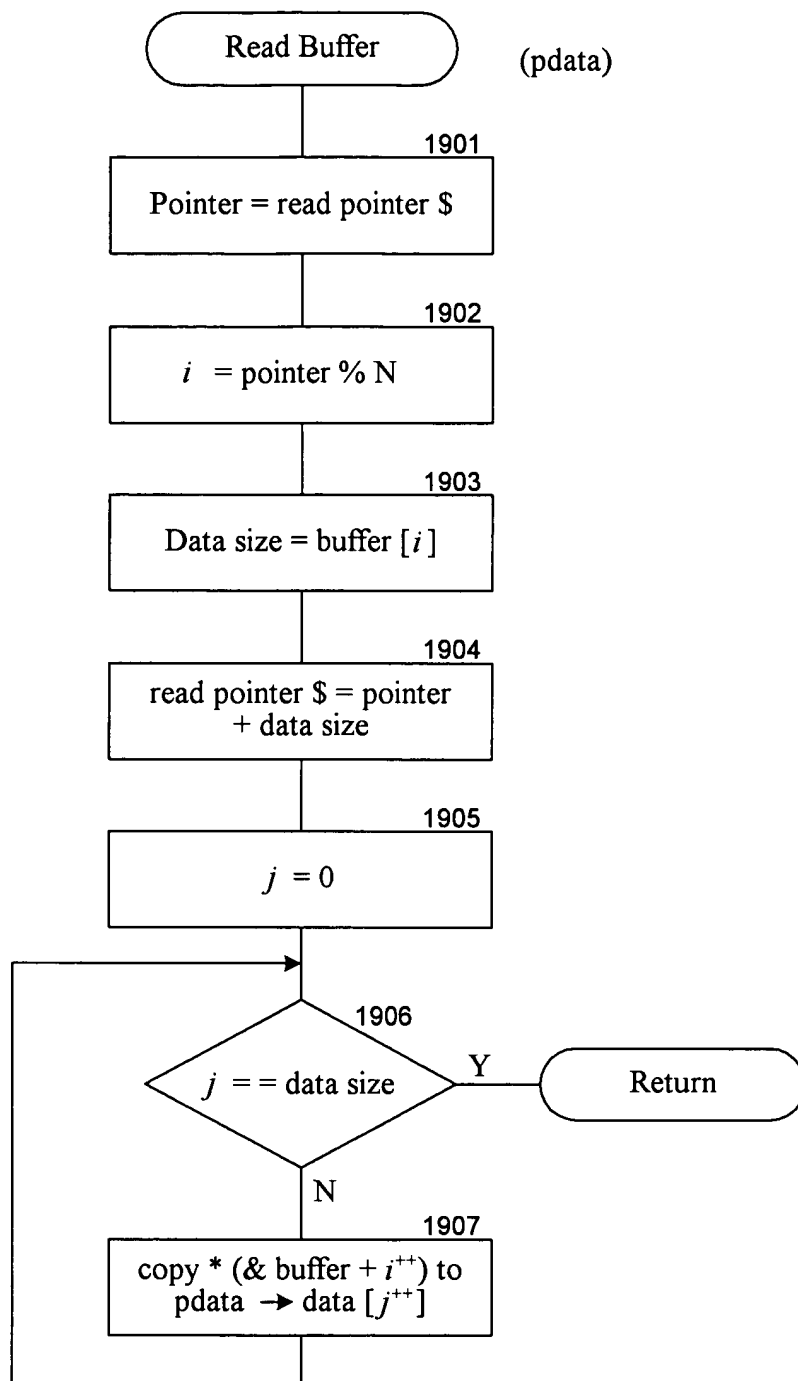 Read Buffer
(pdata)
1901
Pointer = read pointer $
1902
i = pointer % N
1903
Data size = buffer [i]
1904
read pointer $ = pointer
+ data size
1905
j = 0
1906
j = = data size
Y
Return
N
1907
copy * (& buffer + i++) to
pdata → data [j++]